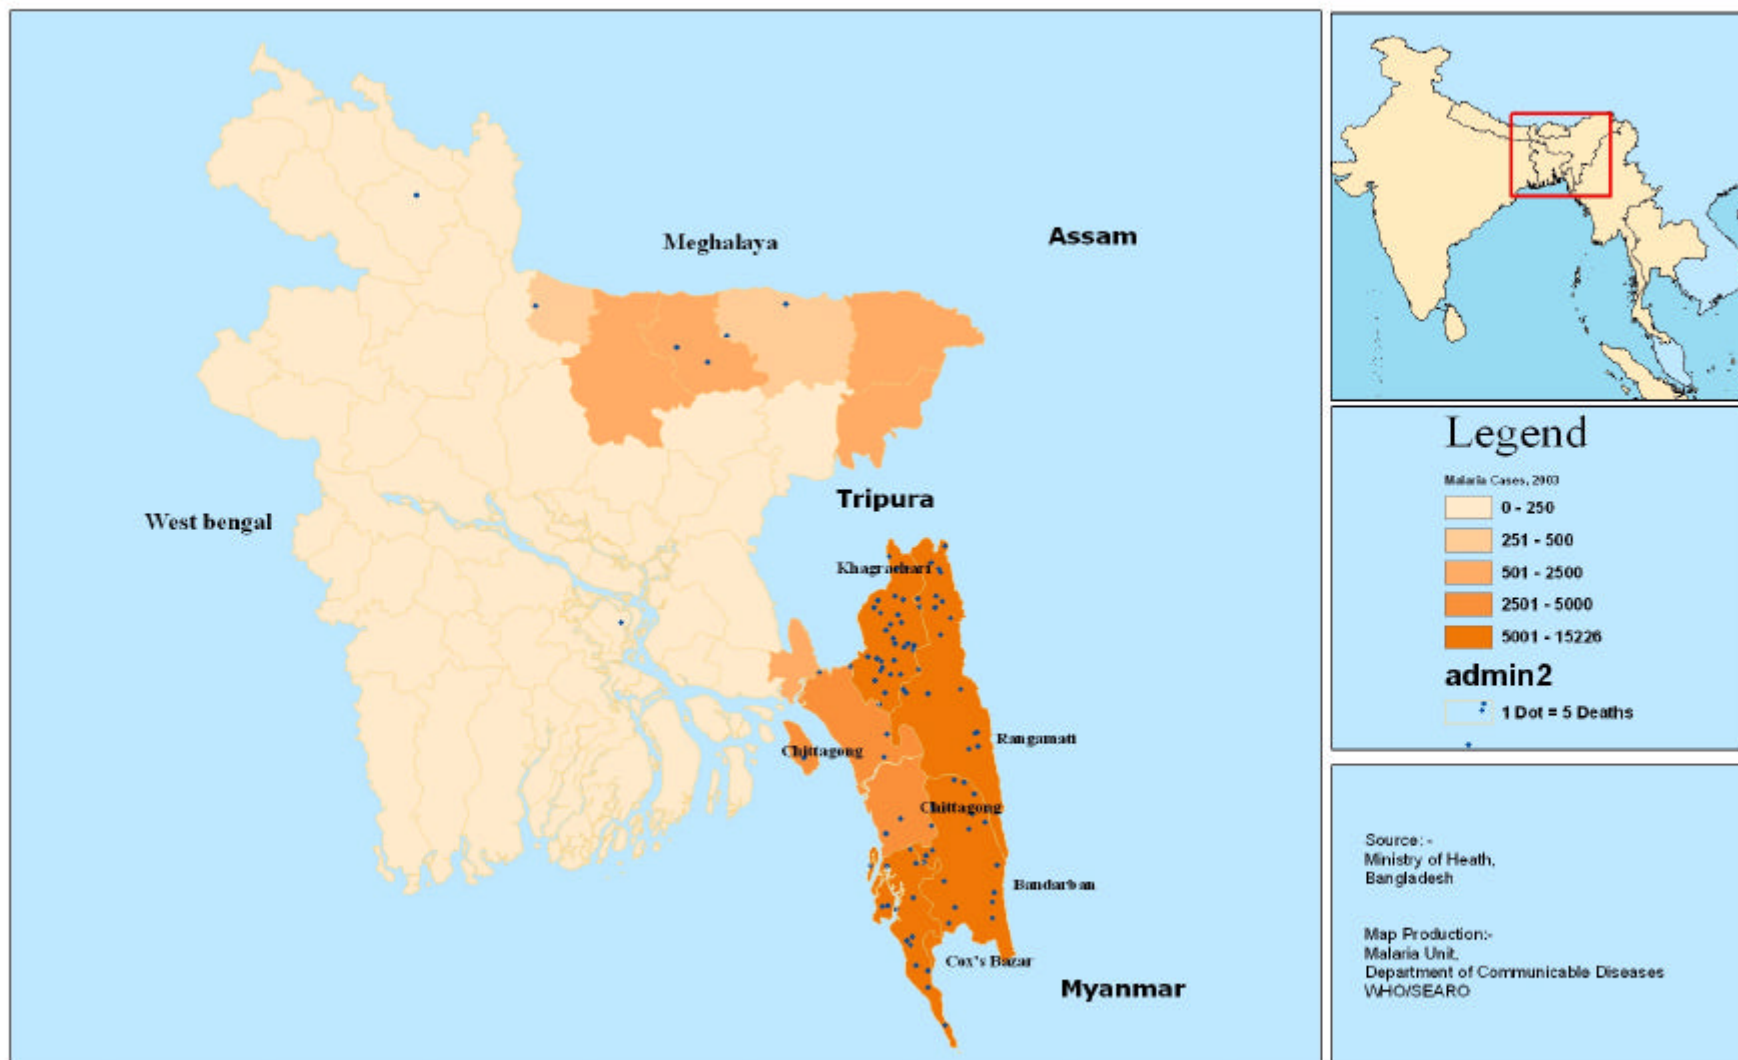 Meghalaya
Assam
West bengal
Tripura
Khagrachari
Chittagong
Rangamati
Chittagong
Bandarban
Cox's Bazar
Myanmar
Legend
Malaria Cases, 2003
0 - 250
251 - 500
501 - 2500
2501 - 5000
5001 - 15226
admin2
1 Dot = 5 Deaths
Source: -
Ministry of Heath,
Bangladesh
Map Production:-
Malaria Unit,
Department of Communicable Diseases
WHO/SEARO